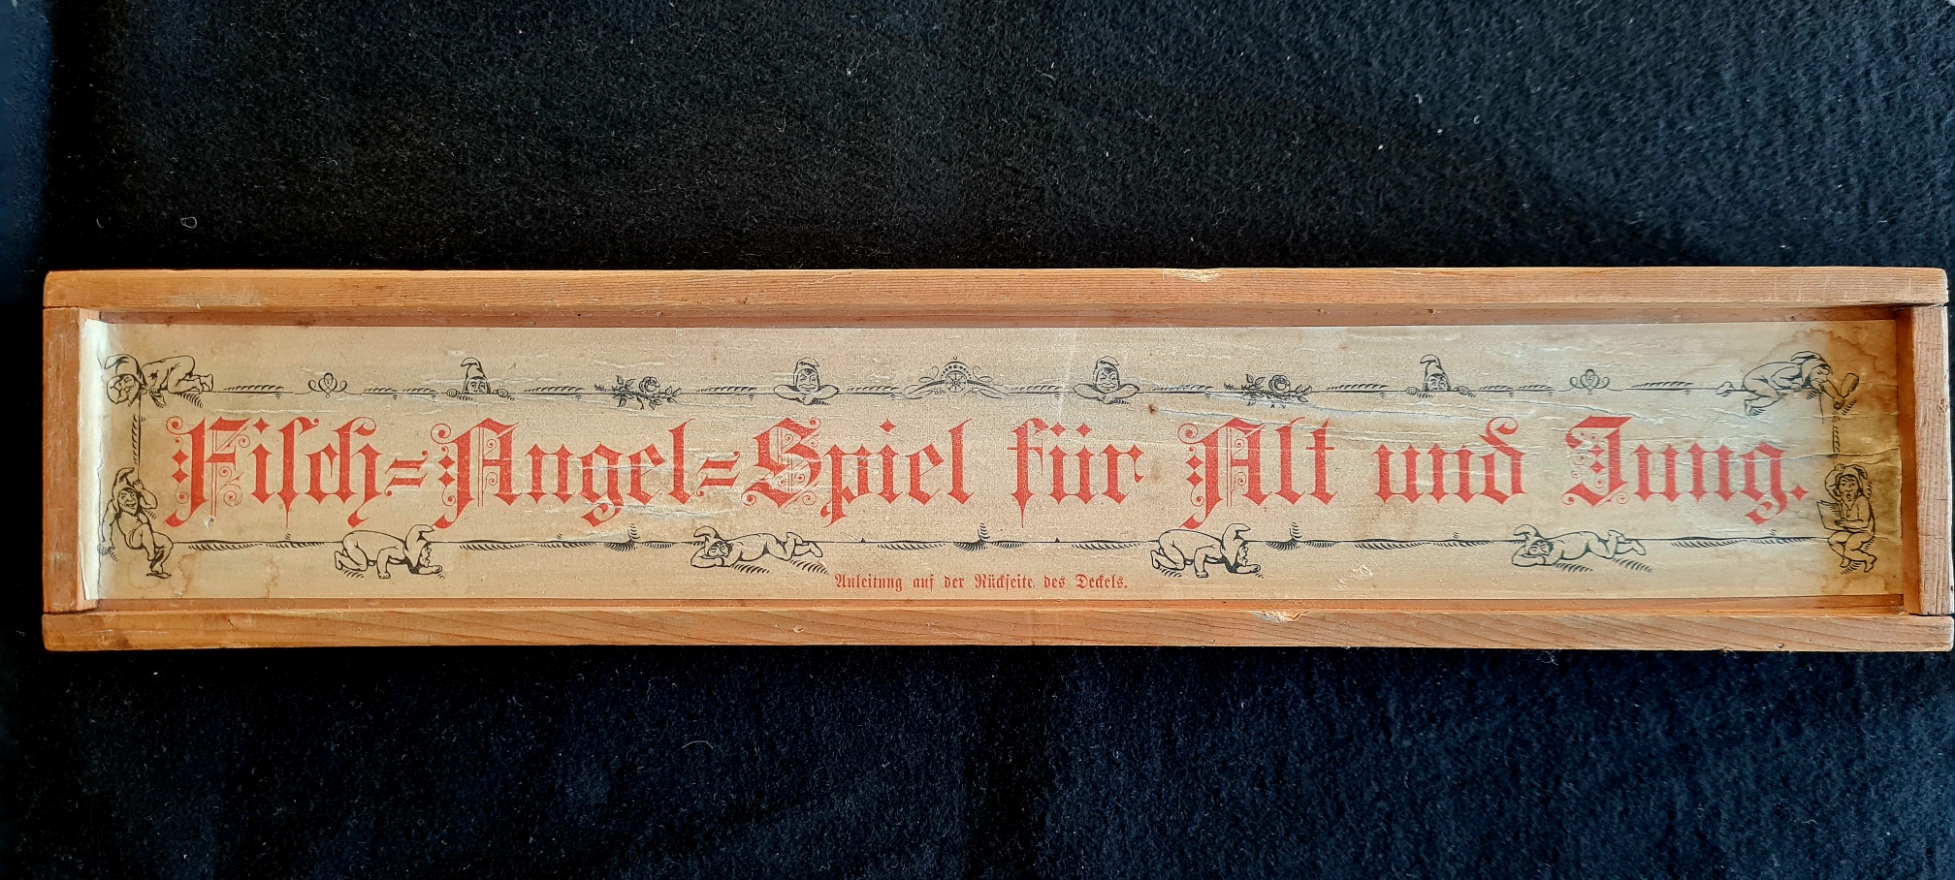 Fiſch-Angel-Spiel für Alt und Jung.
Anleitung auf der Rückſeite des Deckels.